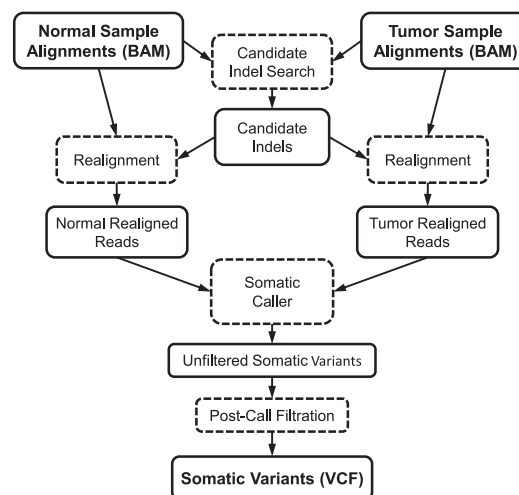 Normal Sample
Alignments (BAM)
Candidate
Indel Search
Tumor Sample
Alignments (BAM)
Candidate
Indels
Realignment
Realignment
Normal Realigned
Reads
Tumor Realigned
Reads
Somatic
Caller
Unfiltered Somatic Variants
Post-Call Filtration
Somatic Variants (VCF)